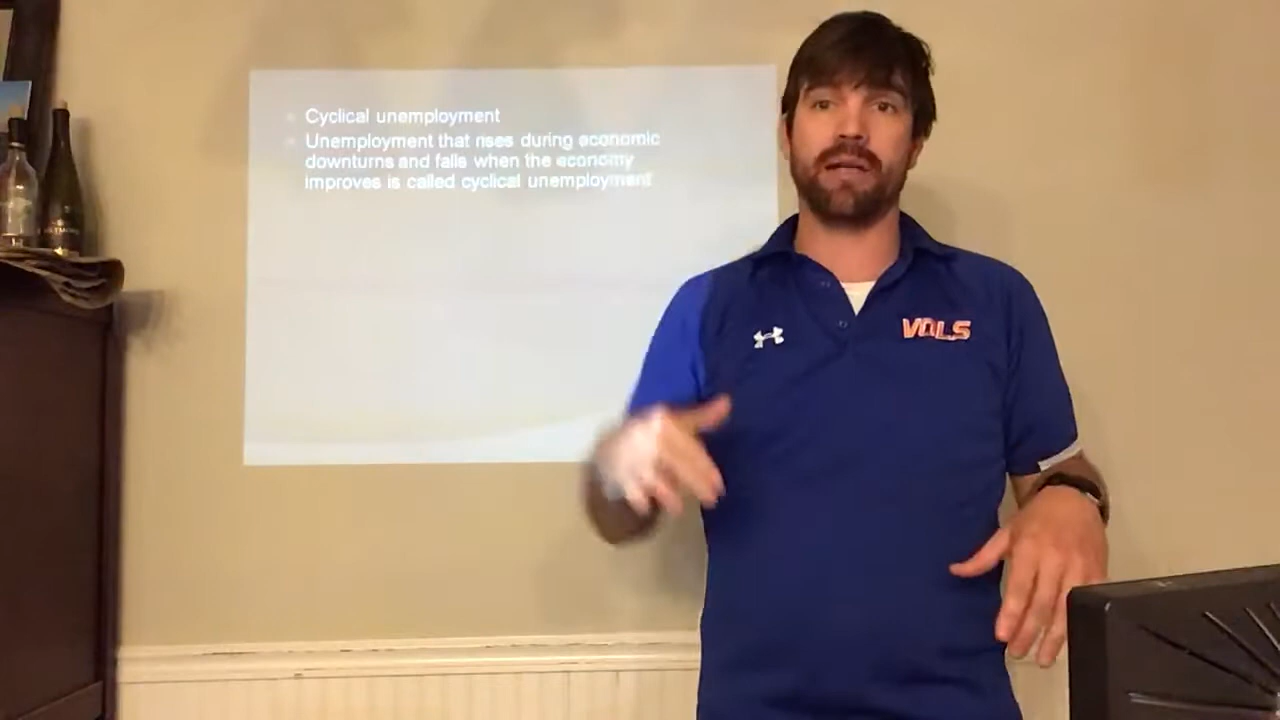 Cyclical unemployment
Unemployment that rises during economic
downturns and falls when the economy
improves is called cyclical unemployment
VOLS